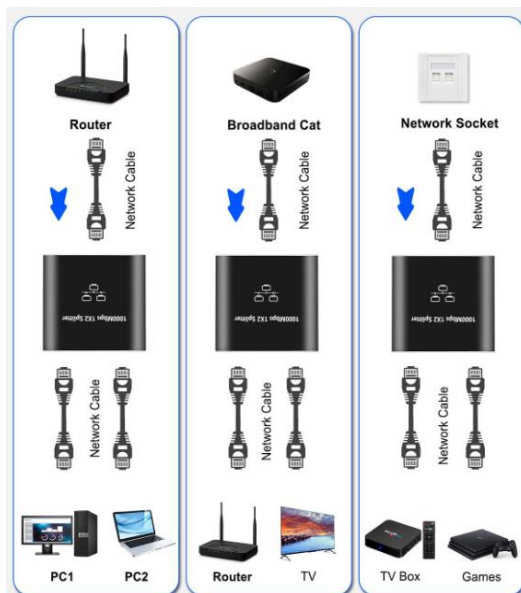 Router
Network Cable
1000Mbps 1X2 Splitter
Network Cable
PC1 PC2
Broadband Cat
Network Cable
1000Mbps 1X2 Splitter
Network Cable
Router TV
Network Socket
Network Cable
1000Mbps 1X2 Splitter
Network Cable
TV Box Games